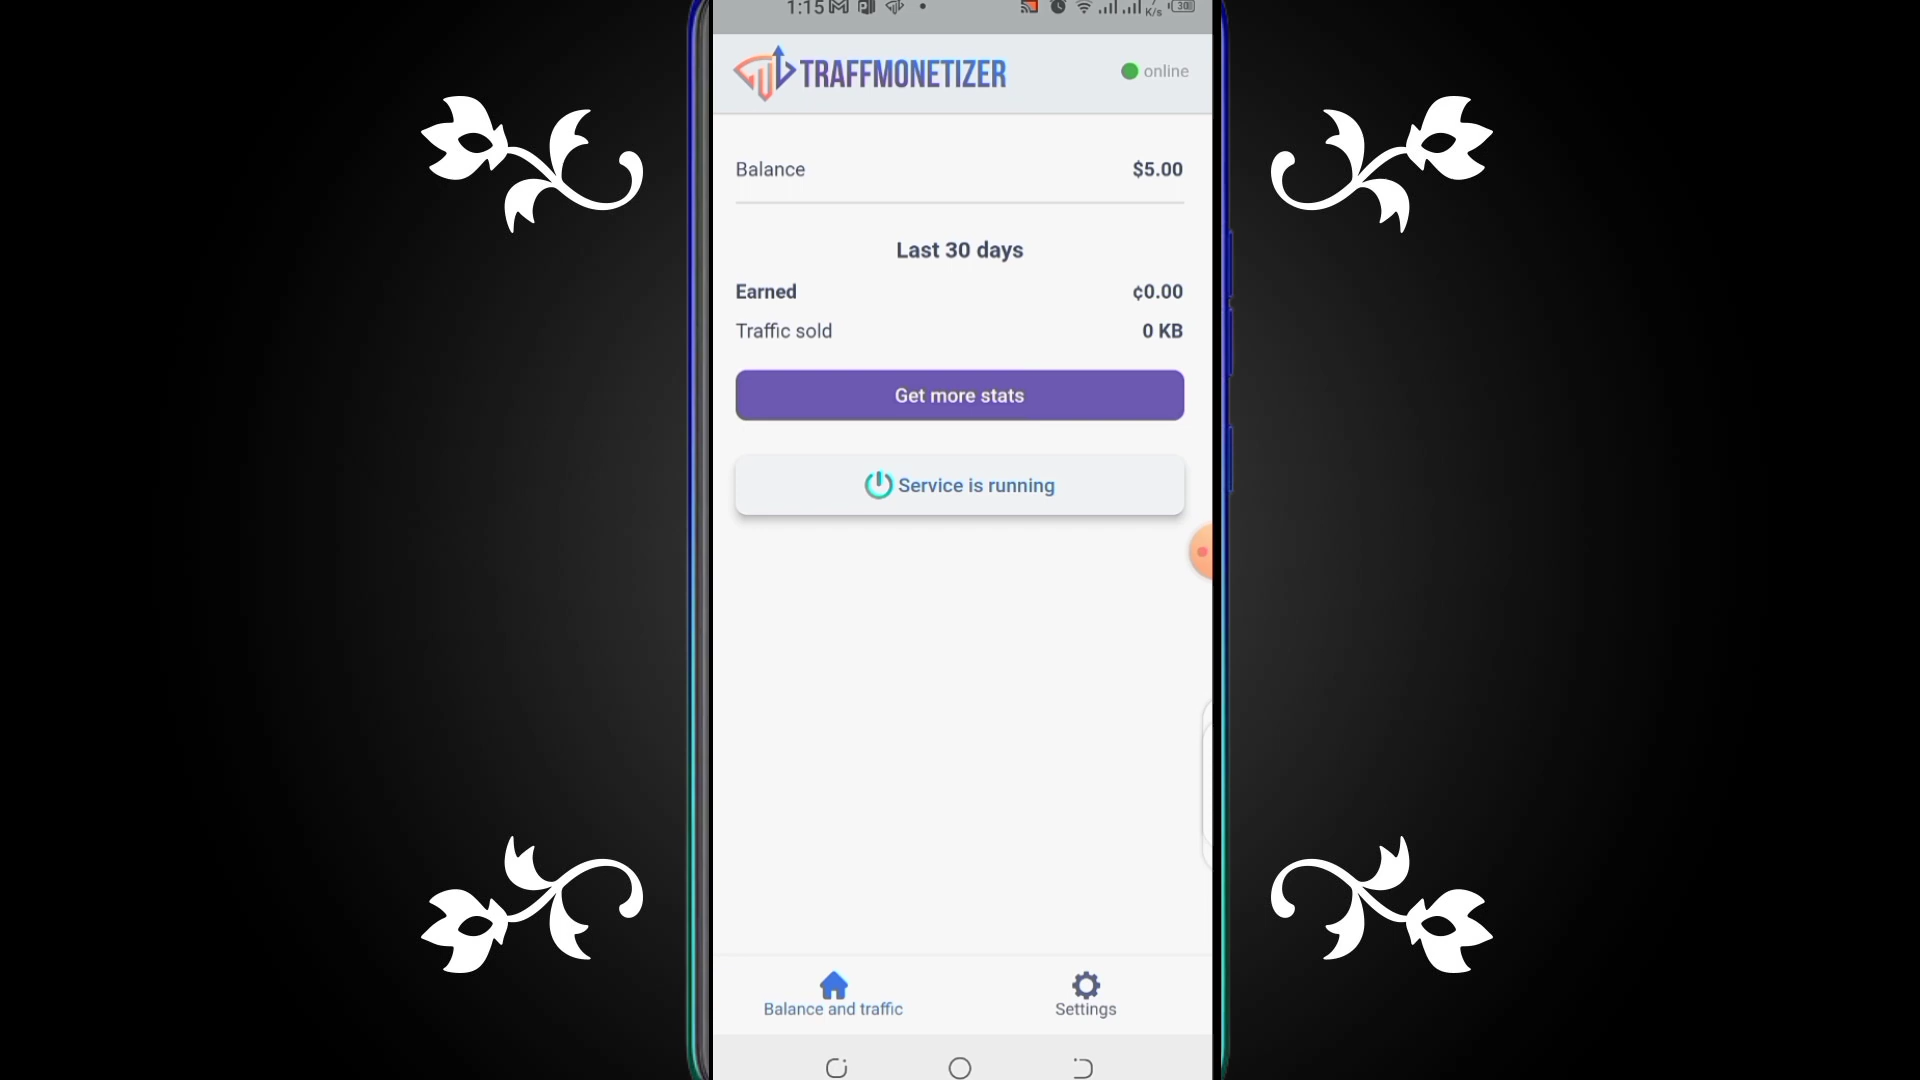 1:15
K/s
30
TRAFFMONETIZER
online
Balance $5.00
Last 30 days
Earned ¢0.00
Traffic sold 0 KB
Get more stats
Service is running
Balance and traffic
Settings